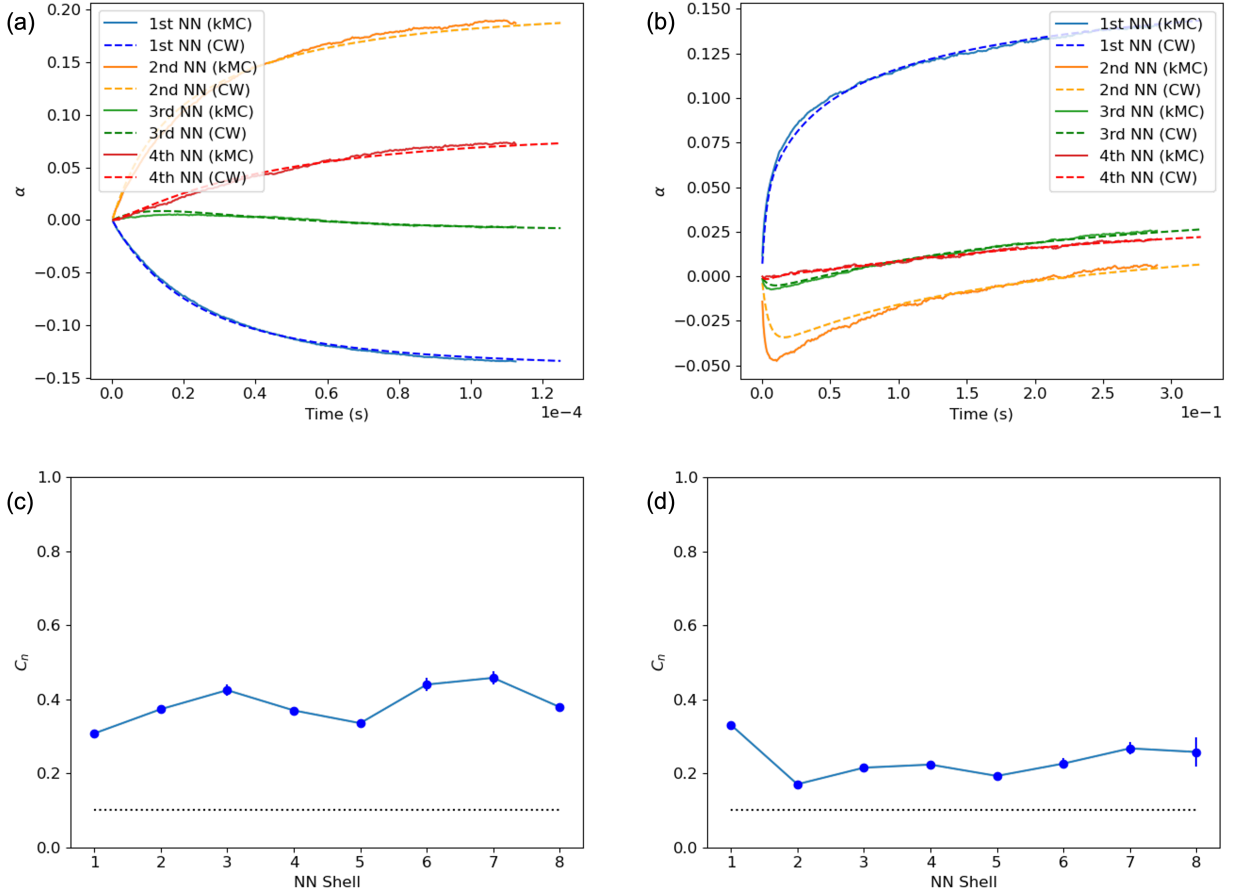 (a)
0.20
0.15
0.10
0.05
0.00
−0.05
−0.10
−0.15
α
1st NN (kMC)
1st NN (CW)
2nd NN (kMC)
2nd NN (CW)
3rd NN (kMC)
3rd NN (CW)
4th NN (kMC)
4th NN (CW)
0.0 0.2 0.4 0.6 0.8 1.0 1.2
Time (s)
1e−4
(b)
0.150
0.125
0.100
0.075
0.050
0.025
0.000
−0.025
−0.050
α
1st NN (kMC)
1st NN (CW)
2nd NN (kMC)
2nd NN (CW)
3rd NN (kMC)
3rd NN (CW)
4th NN (kMC)
4th NN (CW)
0.0 0.5 1.0 1.5 2.0 2.5 3.0
Time (s)
1e−1
(c)
1.0
0.8
0.6
0.4
0.2
0.0
Cn
1 2 3 4 5 6 7 8
NN Shell
(d)
1.0
0.8
0.6
0.4
0.2
0.0
Cn
1 2 3 4 5 6 7 8
NN Shell